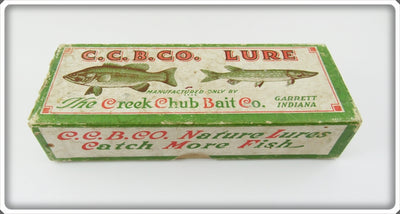 C.C.B.CO. LURE
MANUFACTURED ONLY BY
The Creek Chub Bait Co.
GARRETT
INDIANA
C.C.B.CO. Nature Lures
Catch More Fish